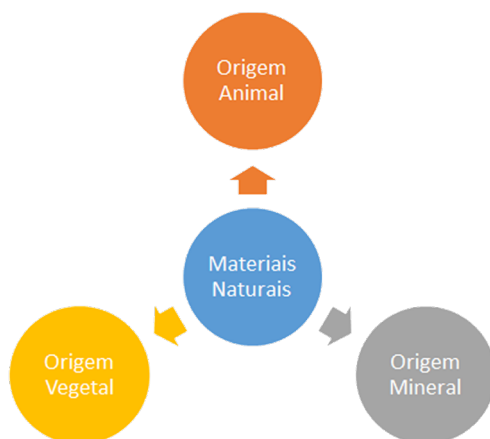 Origem
Animal
Materiais
Naturais
Origem
Vegetal
Origem
Mineral